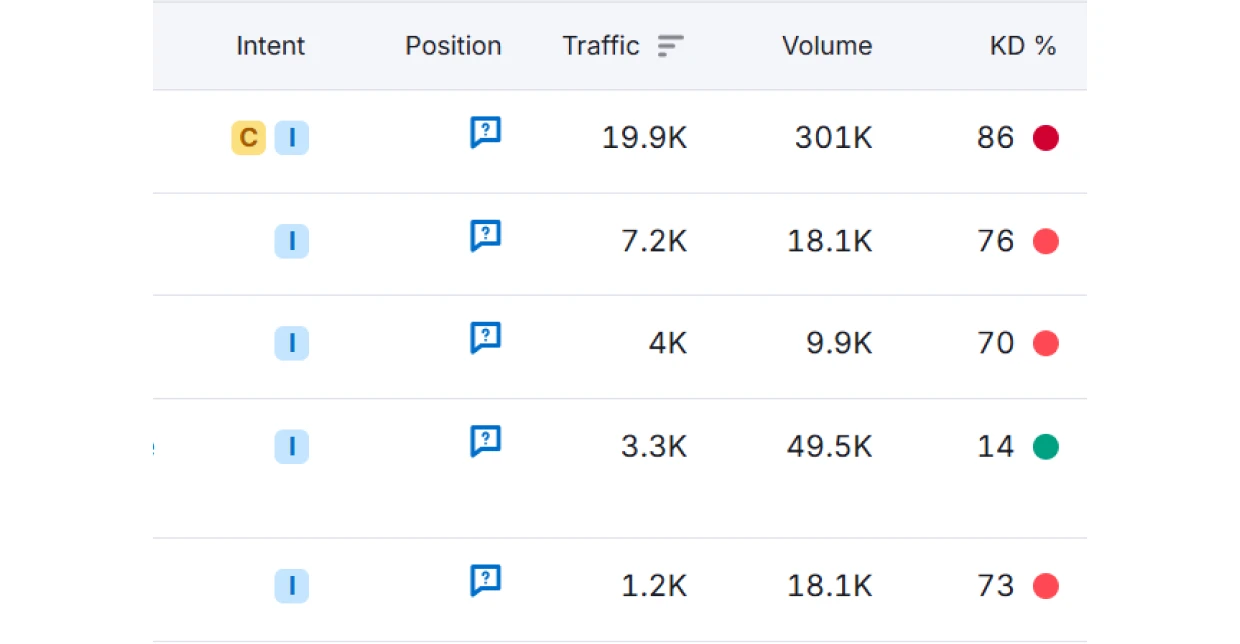 Intent Position Traffic Volume KD %
C I ? 19.9K 301K 86
I ? 7.2K 18.1K 76
I ? 4K 9.9K 70
I ? 3.3K 49.5K 14
I ? 1.2K 18.1K 73